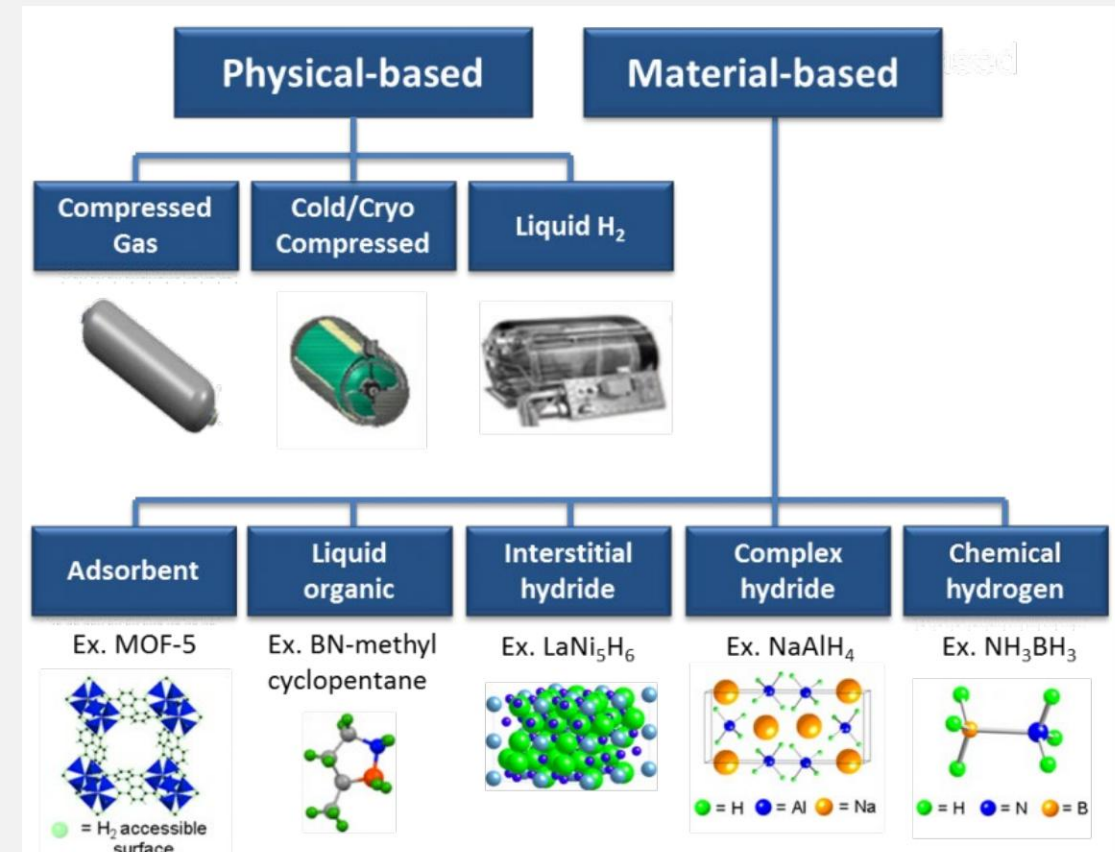 Physical-based
Material-based
Compressed
Gas
Cold/Cryo
Compressed
Liquid H₂
Adsorbent
Liquid
organic
Interstitial
hydride
Complex
hydride
Chemical
hydrogen
Ex. MOF-5
Ex. BN-methyl
cyclopentane
Ex. LaNi₅H₆
Ex. NaAlH₄
Ex. NH₃BH₃
= H₂ accessible
surface
= H = Al = Na
= H = N = B